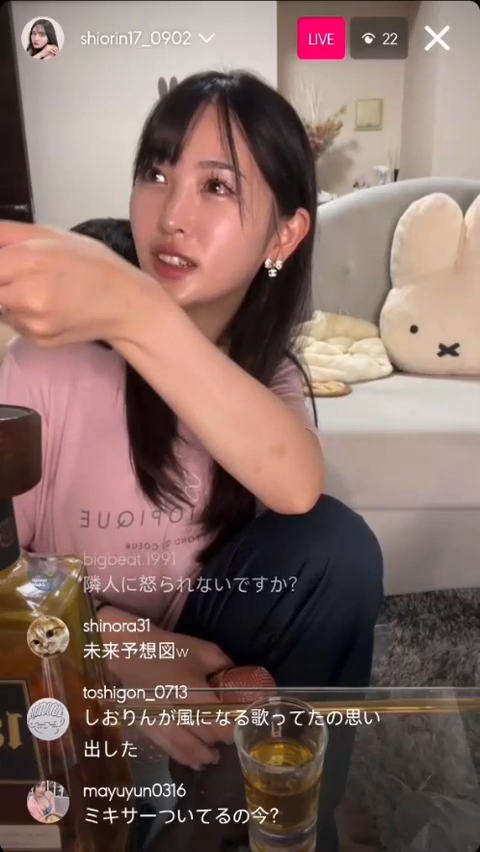 shiorin17_0902
LIVE
22
UTOPIQUE
bigbeat.1991
隣人に怒られないですか?
shinora31
未来予想図w
toshigon_0713
しおりんが風になる歌ってたの思い
出した
mayuyun0316
ミキサーついてるの今?